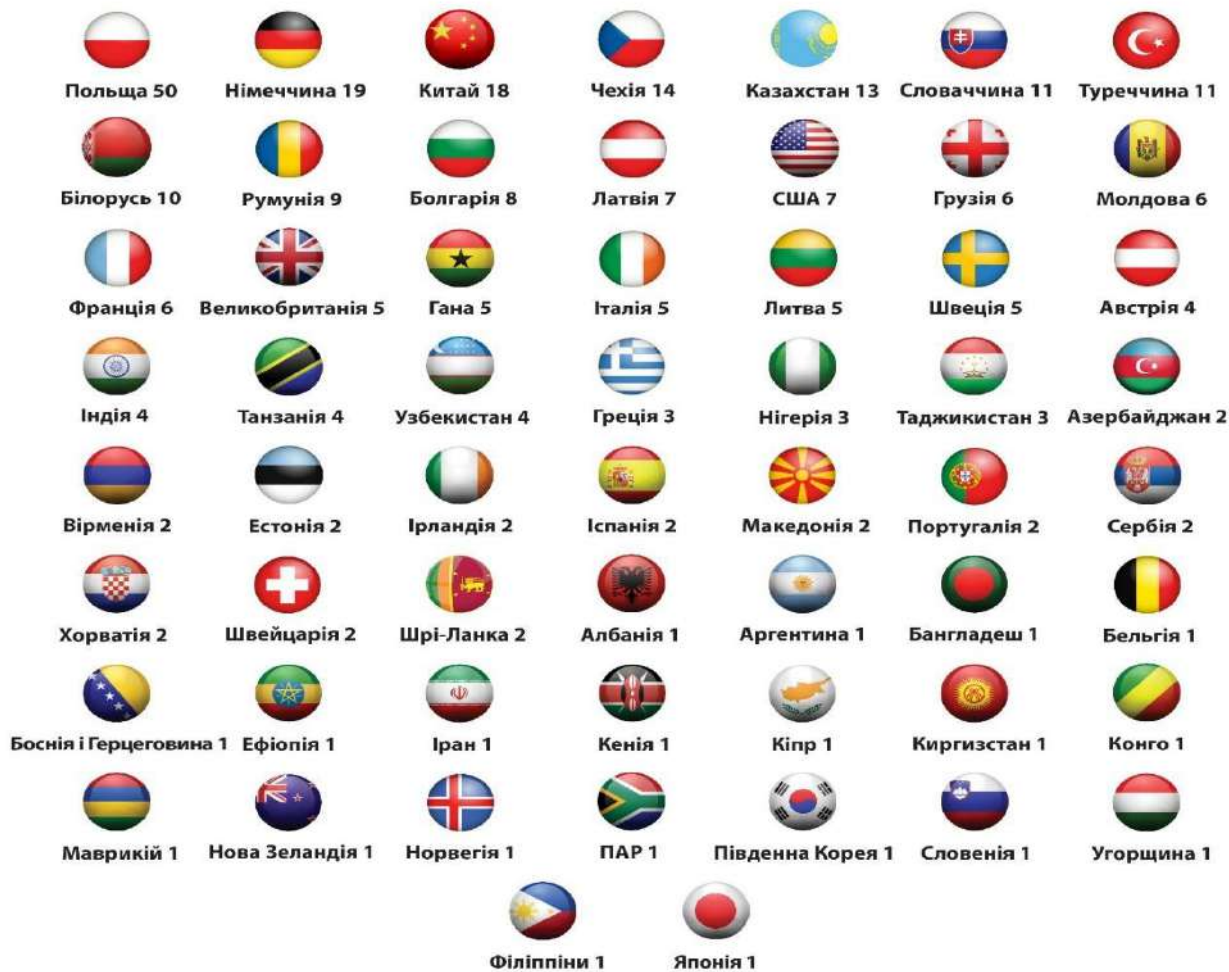 Польща 50 Німеччина 19 Китай 18 Чехія 14 Казахстан 13 Словаччина 11 Туреччина 11
Білорусь 10 Румунія 9 Болгарія 8 Латвія 7 США 7 Грузія 6 Молдова 6
Франція 6 Великобританія 5 Гана 5 Італія 5 Литва 5 Швеція 5 Австрія 4
Індія 4 Танзанія 4 Узбекистан 4 Греція 3 Нігерія 3 Таджикистан 3 Азербайджан 2
Вірменія 2 Естонія 2 Ірландія 2 Іспанія 2 Македонія 2 Португалія 2 Сербія 2
Хорватія 2 Швейцарія 2 Шрі-Ланка 2 Албанія 1 Аргентина 1 Бангладеш 1 Бельгія 1
Боснія і Герцеговина 1 Ефіопія 1 Іран 1 Кенія 1 Кіпр 1 Киргизстан 1 Конго 1
Маврикій 1 Нова Зеландія 1 Норвегія 1 ПАР 1 Південна Корея 1 Словенія 1 Угорщина 1
Філіппіни 1 Японія 1